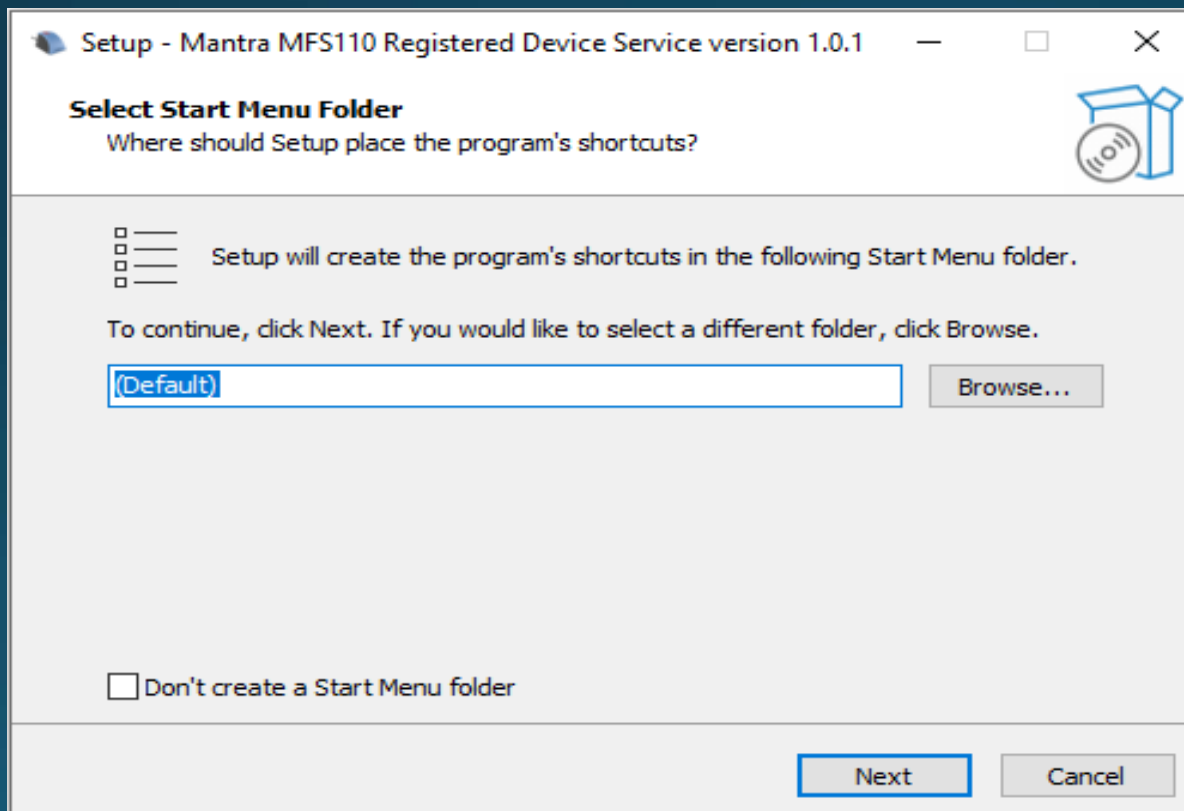 Setup - Mantra MFS110 Registered Device Service version 1.0.1
Select Start Menu Folder
Where should Setup place the program's shortcuts?
Setup will create the program's shortcuts in the following Start Menu folder.
To continue, click Next. If you would like to select a different folder, click Browse.
(Default)
Browse...
Don't create a Start Menu folder
Next
Cancel